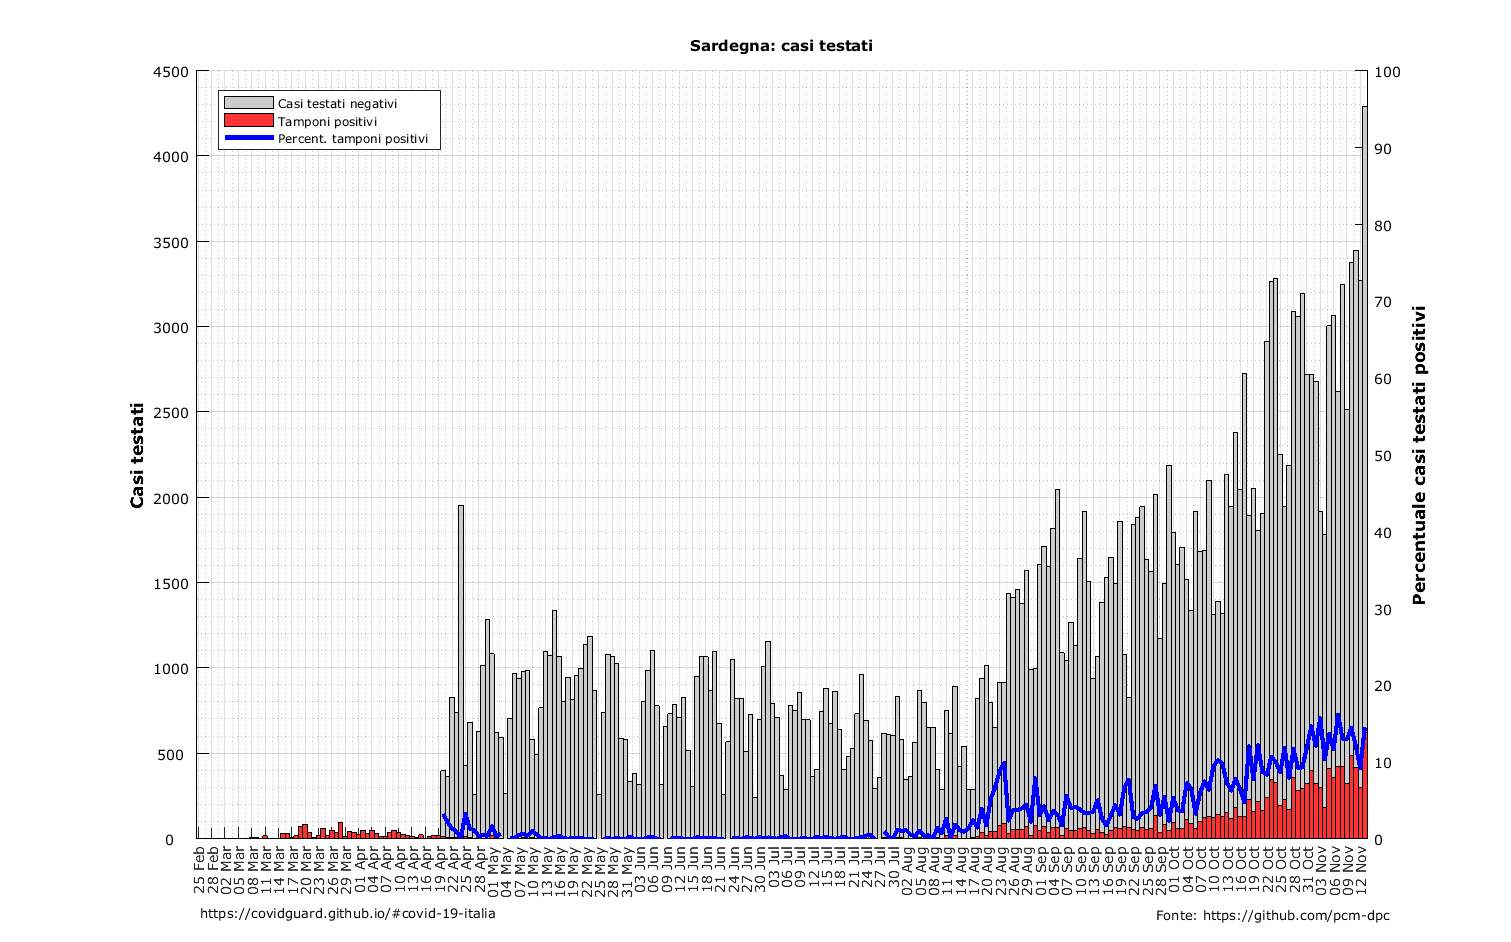 Sardegna: casi testati
Casi testati negativi
Tamponi positivi
Percent. tamponi positivi
Casi testati
4500
4000
3500
3000
2500
2000
1500
1000
500
0
100
90
80
70
60
50
40
30
20
10
0
Percentuale casi testati positivi
25 Feb
28 Feb
02 Mar
05 Mar
08 Mar
11 Mar
14 Mar
17 Mar
20 Mar
23 Mar
26 Mar
29 Mar
01 Apr
04 Apr
07 Apr
10 Apr
13 Apr
16 Apr
19 Apr
22 Apr
25 Apr
28 Apr
01 May
04 May
07 May
10 May
13 May
16 May
19 May
22 May
25 May
28 May
31 May
03 Jun
06 Jun
09 Jun
12 Jun
15 Jun
18 Jun
21 Jun
24 Jun
27 Jun
30 Jun
03 Jul
06 Jul
09 Jul
12 Jul
15 Jul
18 Jul
21 Jul
24 Jul
27 Jul
30 Jul
02 Aug
05 Aug
08 Aug
11 Aug
14 Aug
17 Aug
20 Aug
23 Aug
26 Aug
29 Aug
01 Sep
04 Sep
07 Sep
10 Sep
13 Sep
16 Sep
19 Sep
22 Sep
25 Sep
28 Sep
01 Oct
04 Oct
07 Oct
10 Oct
13 Oct
16 Oct
19 Oct
22 Oct
25 Oct
28 Oct
31 Oct
03 Nov
06 Nov
09 Nov
12 Nov
https://covidguard.github.io/#covid-19-italia
Fonte: https://github.com/pcm-dpc